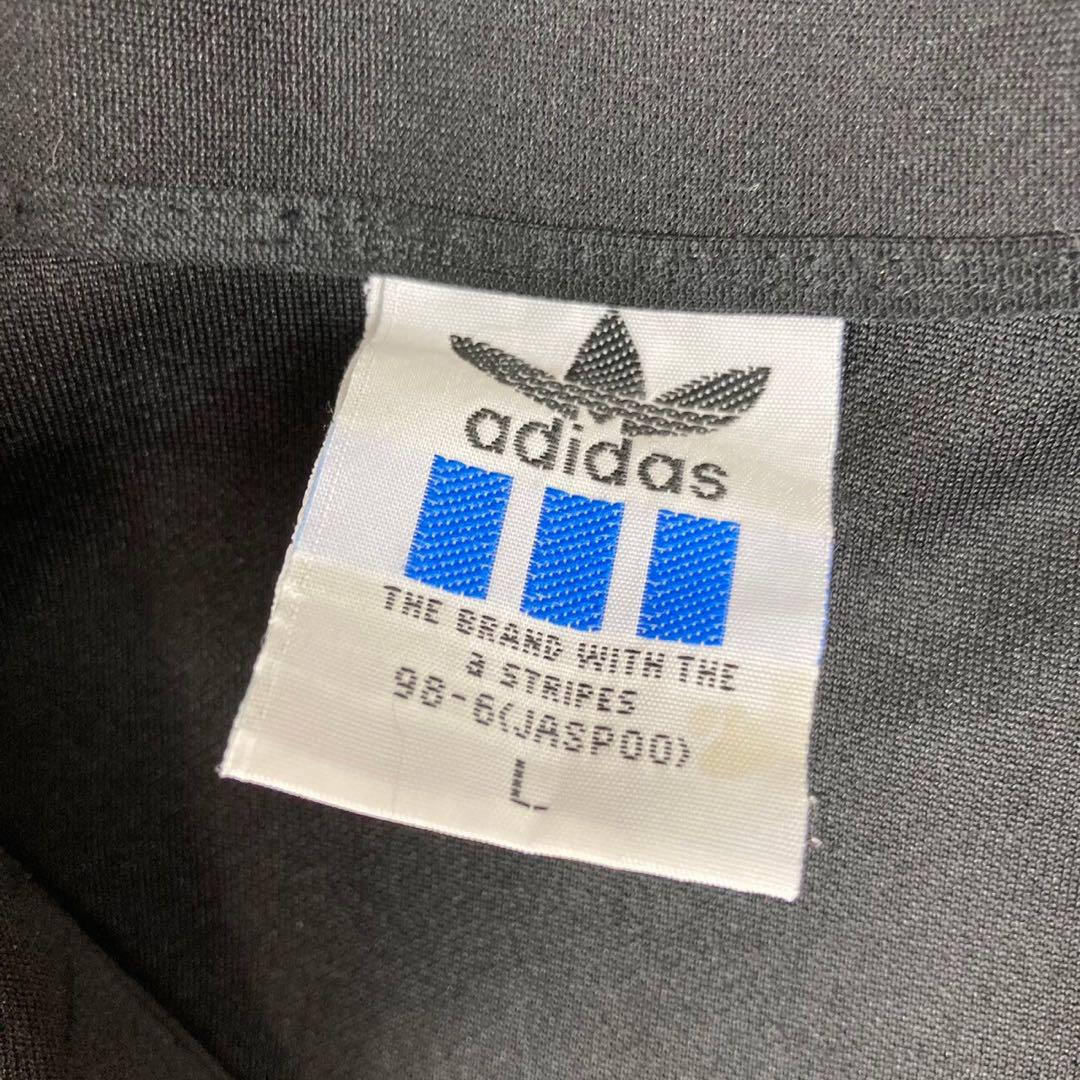 adidas
THE BRAND WITH THE
3 STRIPES
98-6(JASPOO)
L